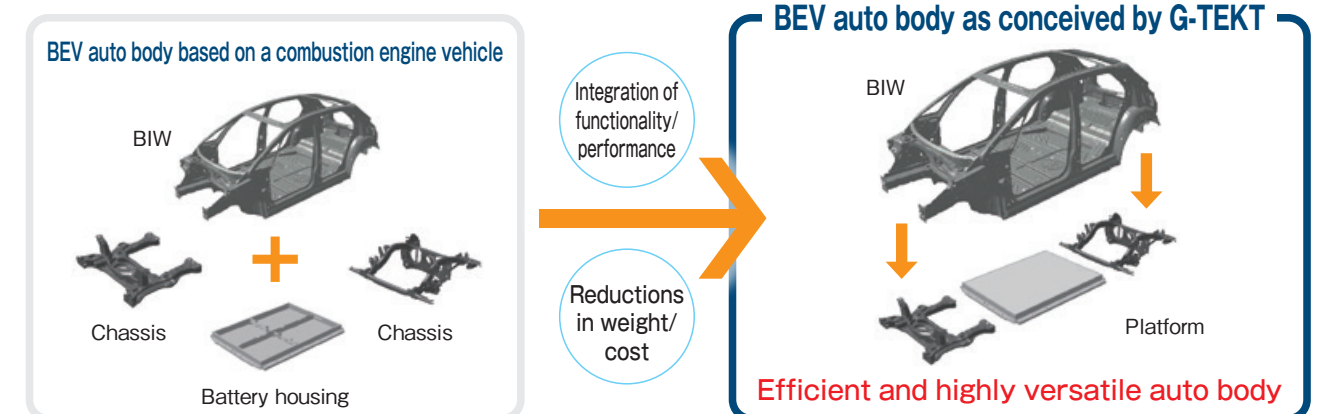 BEV auto body based on a combustion engine vehicle
BIW
Chassis
Chassis
Battery housing
Integration of
functionality/
performance
Reductions
in weight/
cost
BEV auto body as conceived by G-TEKT
BIW
Platform
Efficient and highly versatile auto body